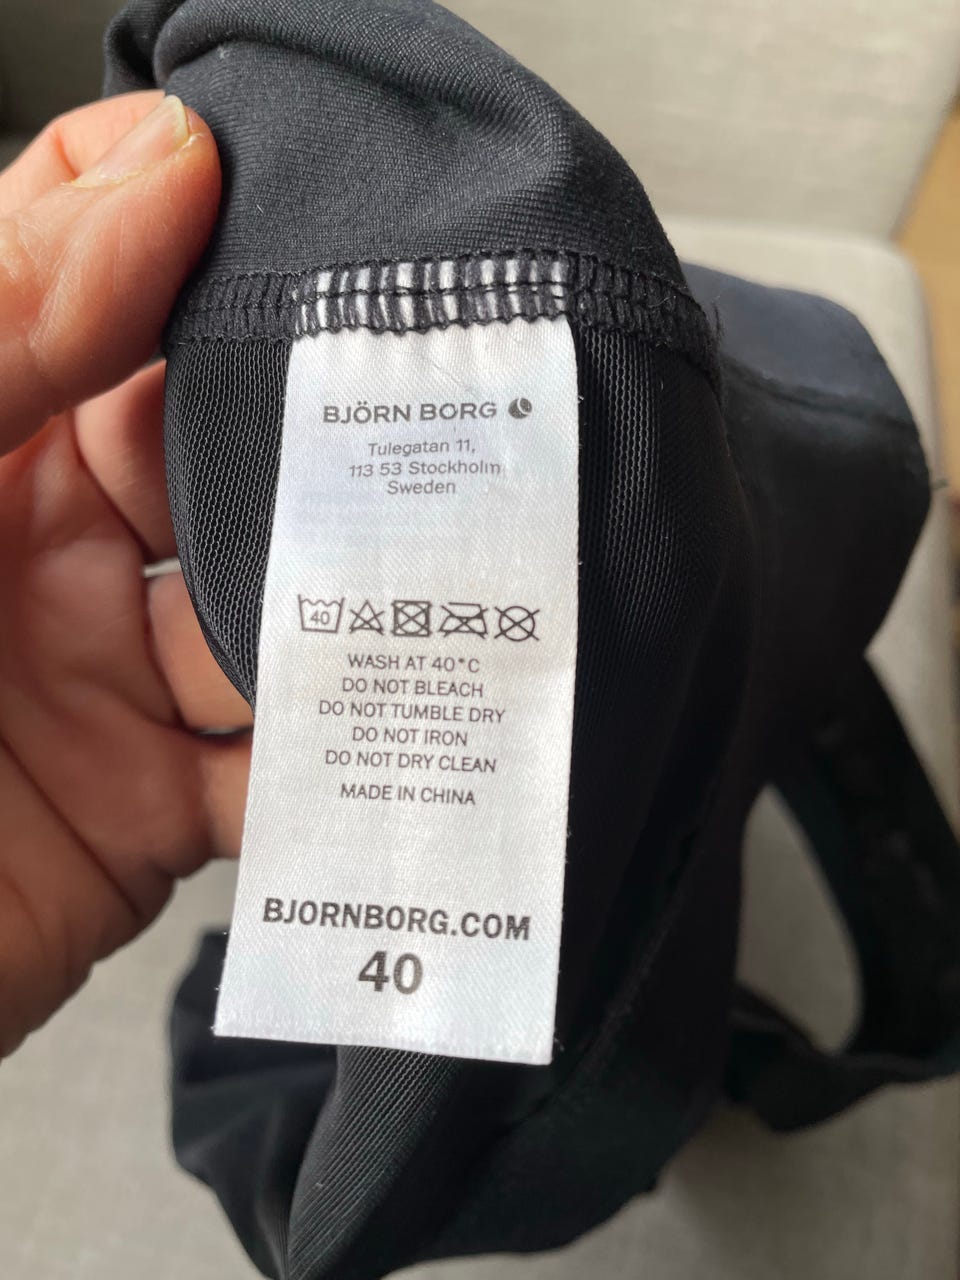 BJÖRN BORG
Tulegatan 11,
113 53 Stockholm
Sweden
40
WASH AT 40°C
DO NOT BLEACH
DO NOT TUMBLE DRY
DO NOT IRON
DO NOT DRY CLEAN
MADE IN CHINA
BJORNBORG.COM
40